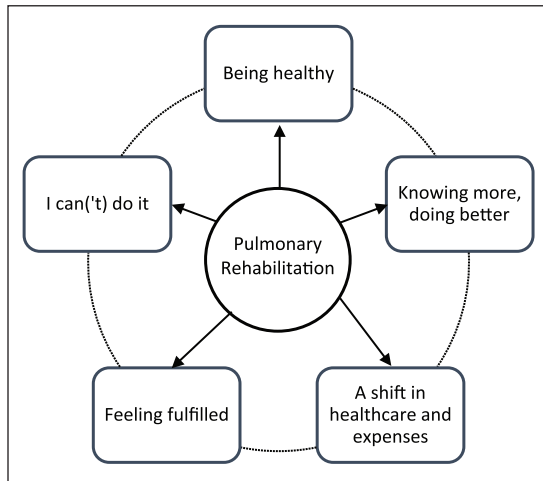 Being healthy
I can('t) do it
Knowing more,
doing better
Pulmonary
Rehabilitation
Feeling fulfilled
A shift in
healthcare and
expenses